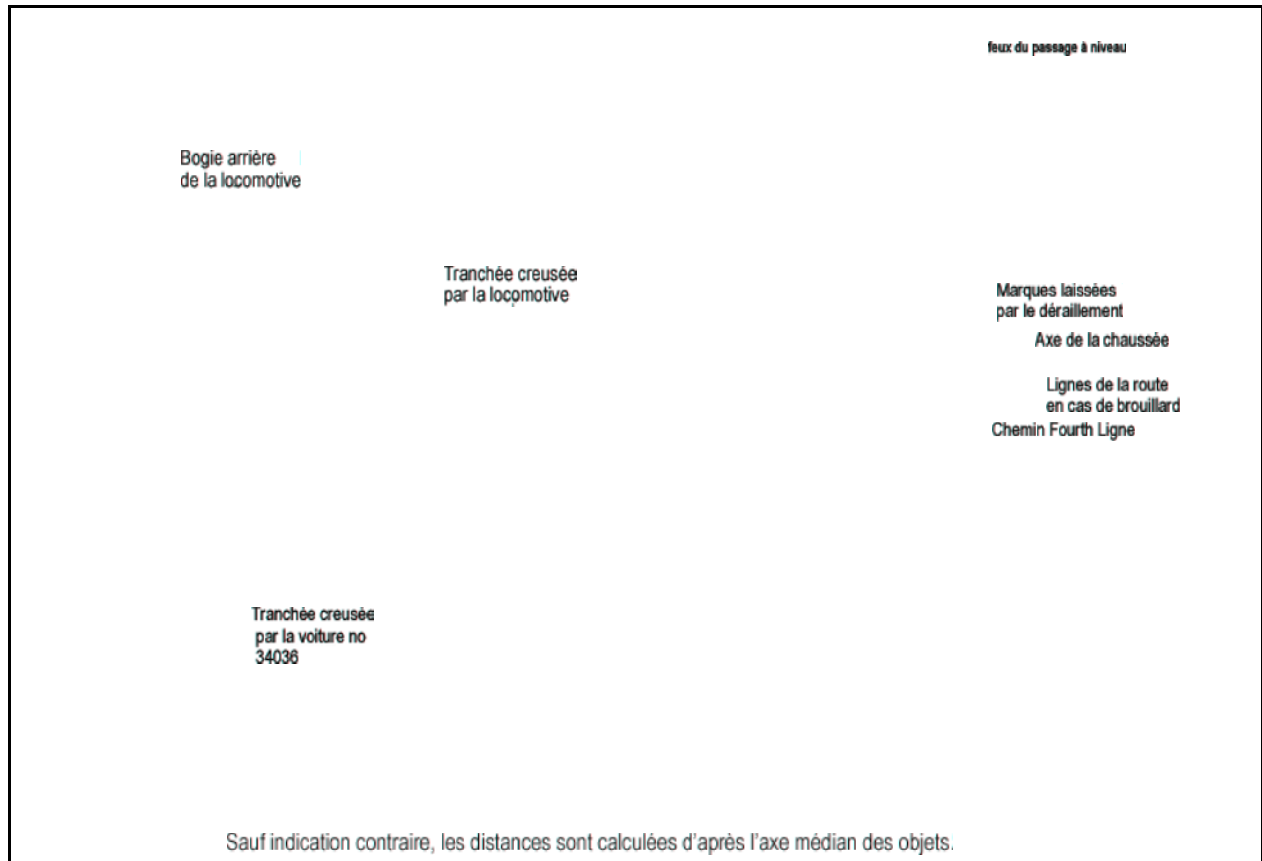 feux du passage à niveau
Bogie arrière
de la locomotive
Tranchée creusée
par la locomotive
Marques laissées
par le déraillement
Axe de la chaussée
Lignes de la route
en cas de brouillard
Chemin Fourth Ligne
Tranchée creusée
par la voiture no
34036
Sauf indication contraire, les distances sont calculées d'après l'axe médian des objets.